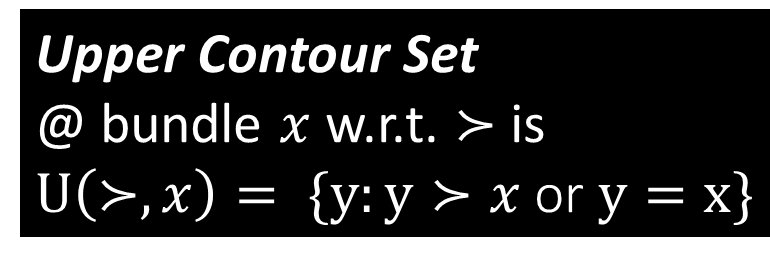 Upper Contour Set
@ bundle x w.r.t. ≻ is
U(≻, x) = {y: y ≻ x or y = x}